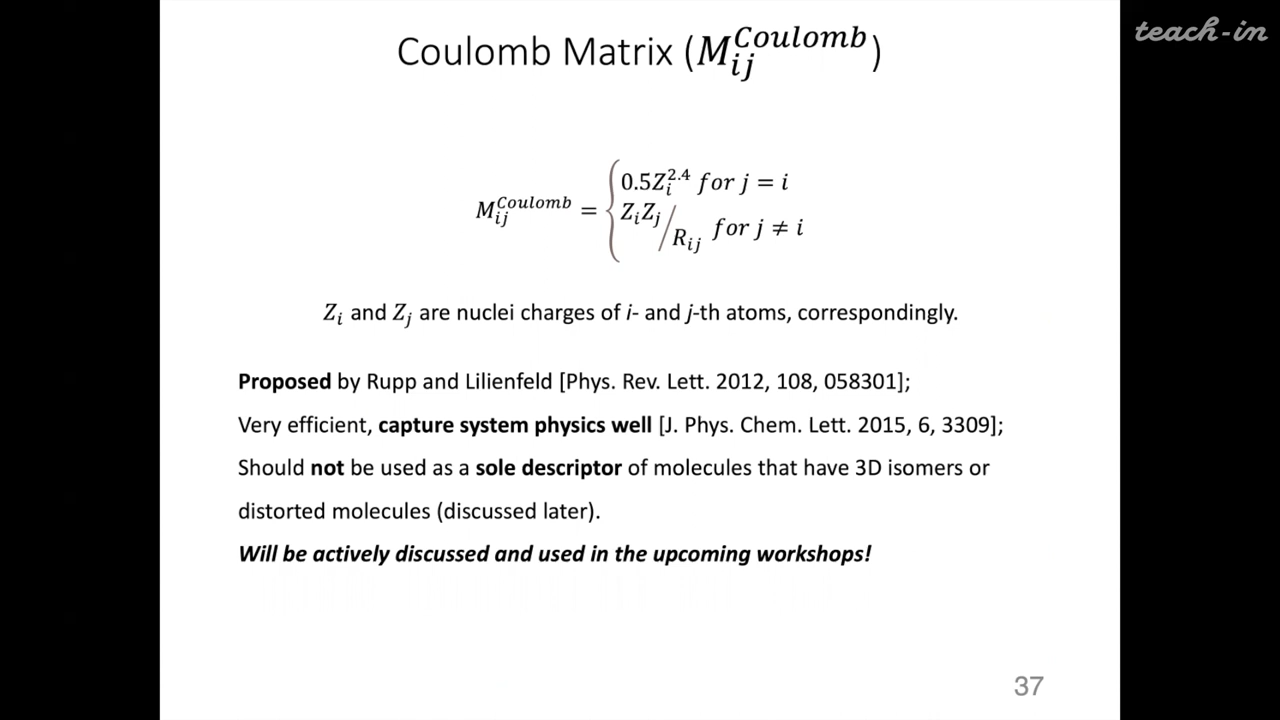 teach-in
Coulomb Matrix (M_{ij}^{Coulomb})
M_{ij}^{Coulomb} = { 0.5Z_i^{2.4} for j = i
Z_iZ_j / R_{ij} for j ≠ i
Z_i and Z_j are nuclei charges of i- and j-th atoms, correspondingly.
Proposed by Rupp and Lilienfeld [Phys. Rev. Lett. 2012, 108, 058301];
Very efficient, capture system physics well [J. Phys. Chem. Lett. 2015, 6, 3309];
Should not be used as a sole descriptor of molecules that have 3D isomers or
distorted molecules (discussed later).
Will be actively discussed and used in the upcoming workshops!
37